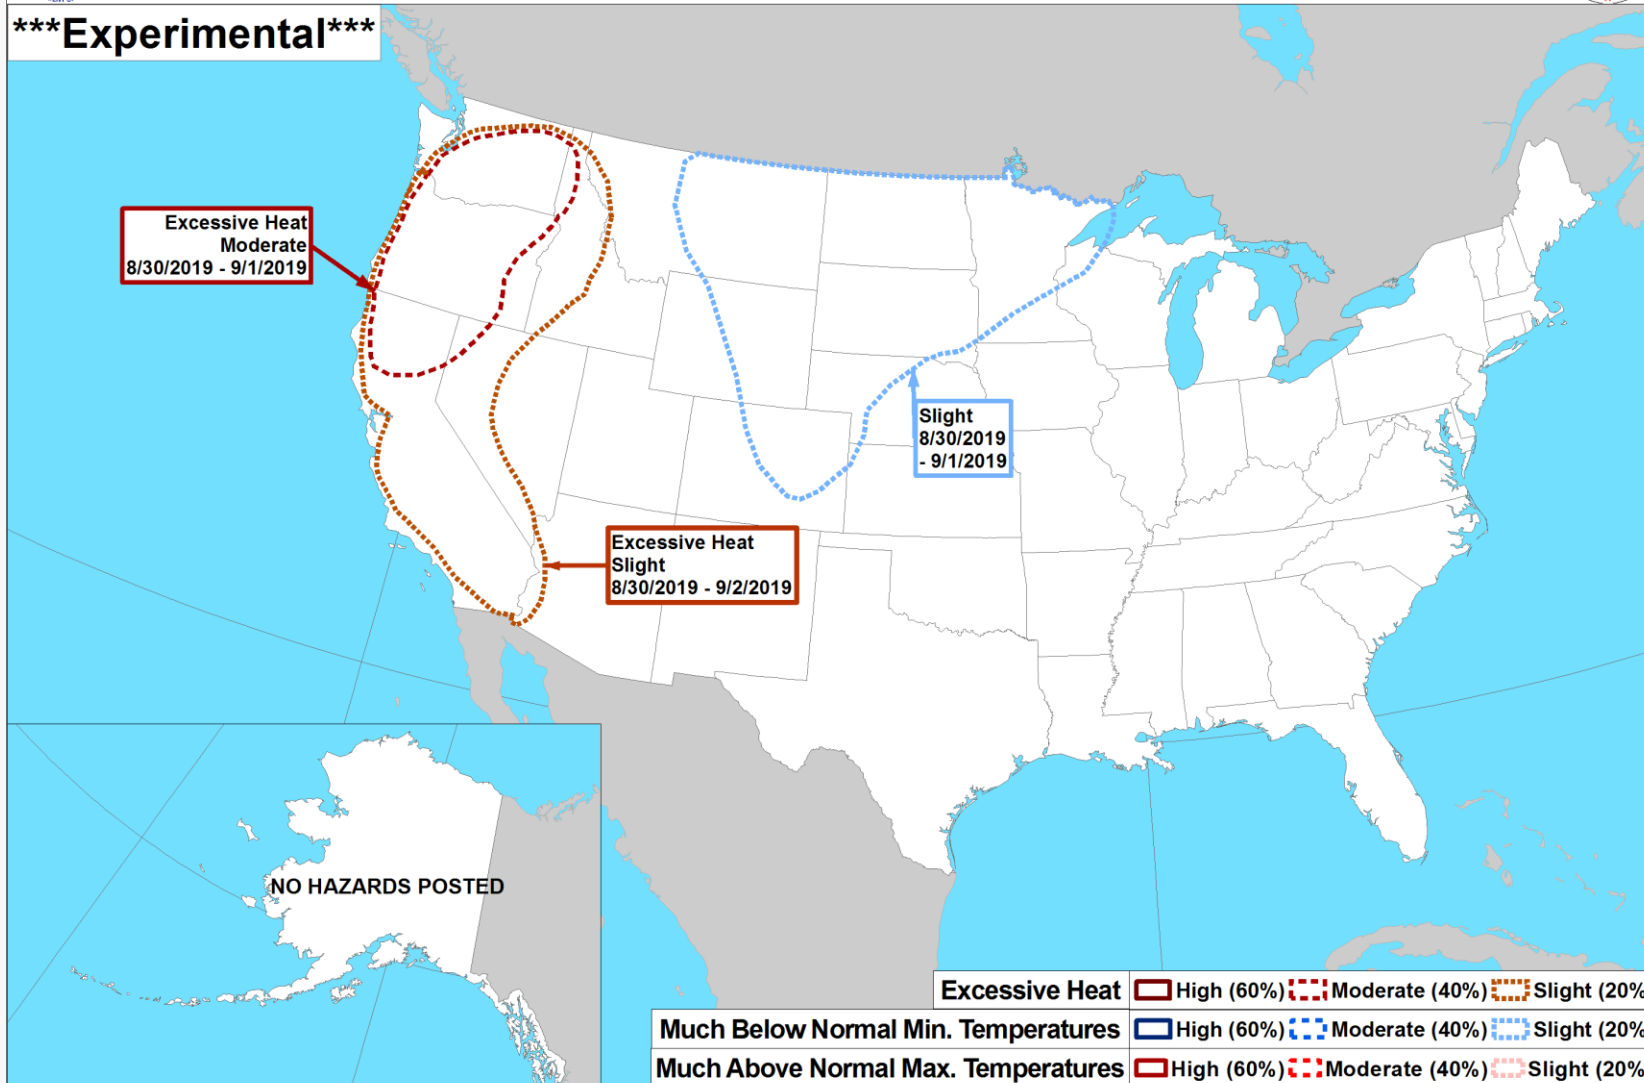 ***Experimental***
Excessive Heat
Moderate
8/30/2019 - 9/1/2019
Slight
8/30/2019
- 9/1/2019
Excessive Heat
Slight
8/30/2019 - 9/2/2019
NO HAZARDS POSTED
Excessive Heat High (60%) Moderate (40%) Slight (20%
Much Below Normal Min. Temperatures High (60%) Moderate (40%) Slight (20%
Much Above Normal Max. Temperatures High (60%) Moderate (40%) Slight (20%